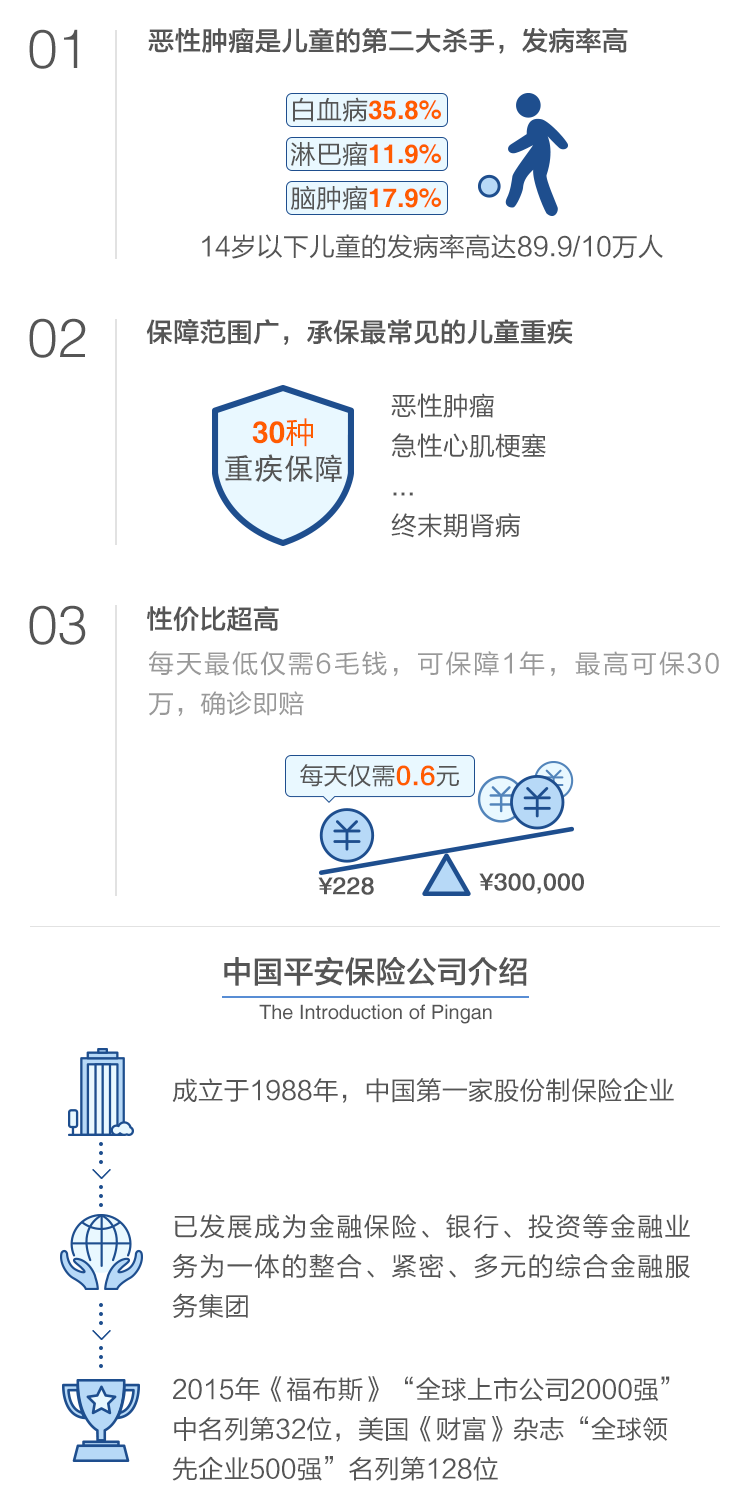 01
恶性肿瘤是儿童的第二大杀手，发病率高
白血病35.8%
淋巴瘤11.9%
脑肿瘤17.9%
14岁以下儿童的发病率高达89.9/10万人
02
保障范围广，承保最常见的儿童重疾
30种
重疾保障
恶性肿瘤
急性心肌梗塞
...
终末期肾病
03
性价比超高
每天最低仅需6毛钱，可保障1年，最高可保30
万，确诊即赔
每天仅需0.6元
¥228
¥300,000
中国平安保险公司介绍
The Introduction of Pingan
成立于1988年，中国第一家股份制保险企业
已发展成为金融保险、银行、投资等金融业
务为一体的整合、紧密、多元的综合金融服
务集团
2015年《福布斯》“全球上市公司2000强”
中名列第32位，美国《财富》杂志“全球领
先企业500强”名列第128位